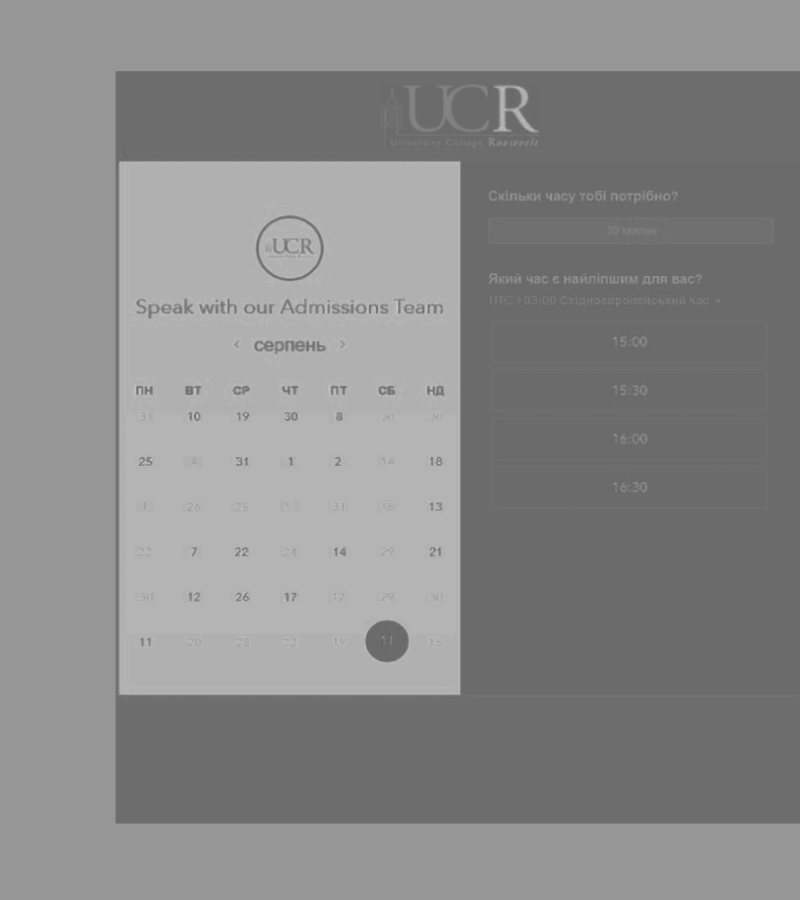 UCR
University College Roosevelt
UCR
Speak with our Admissions Team
‹ серпень ›
ПН ВТ СР ЧТ ПТ СБ НД
31 10 19 30 8 30 30
25 4 31 1 2 14 18
1 26 25 5 31 18 13
23 7 22 24 14 29 21
30 12 26 17 17 29 30
11 20 28 23 19 11 15
Скільки часу тобі потрібно?
30 хвилин
Який час є найліпшим для вас?
UTC +03:00 Східноєвропейський час
15:00
15:30
16:00
16:30